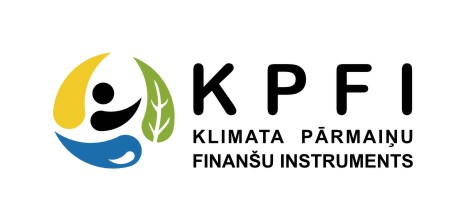 KPFI
KLIMATA PĀRMAIŅU
FINANŠU INSTRUMENTS